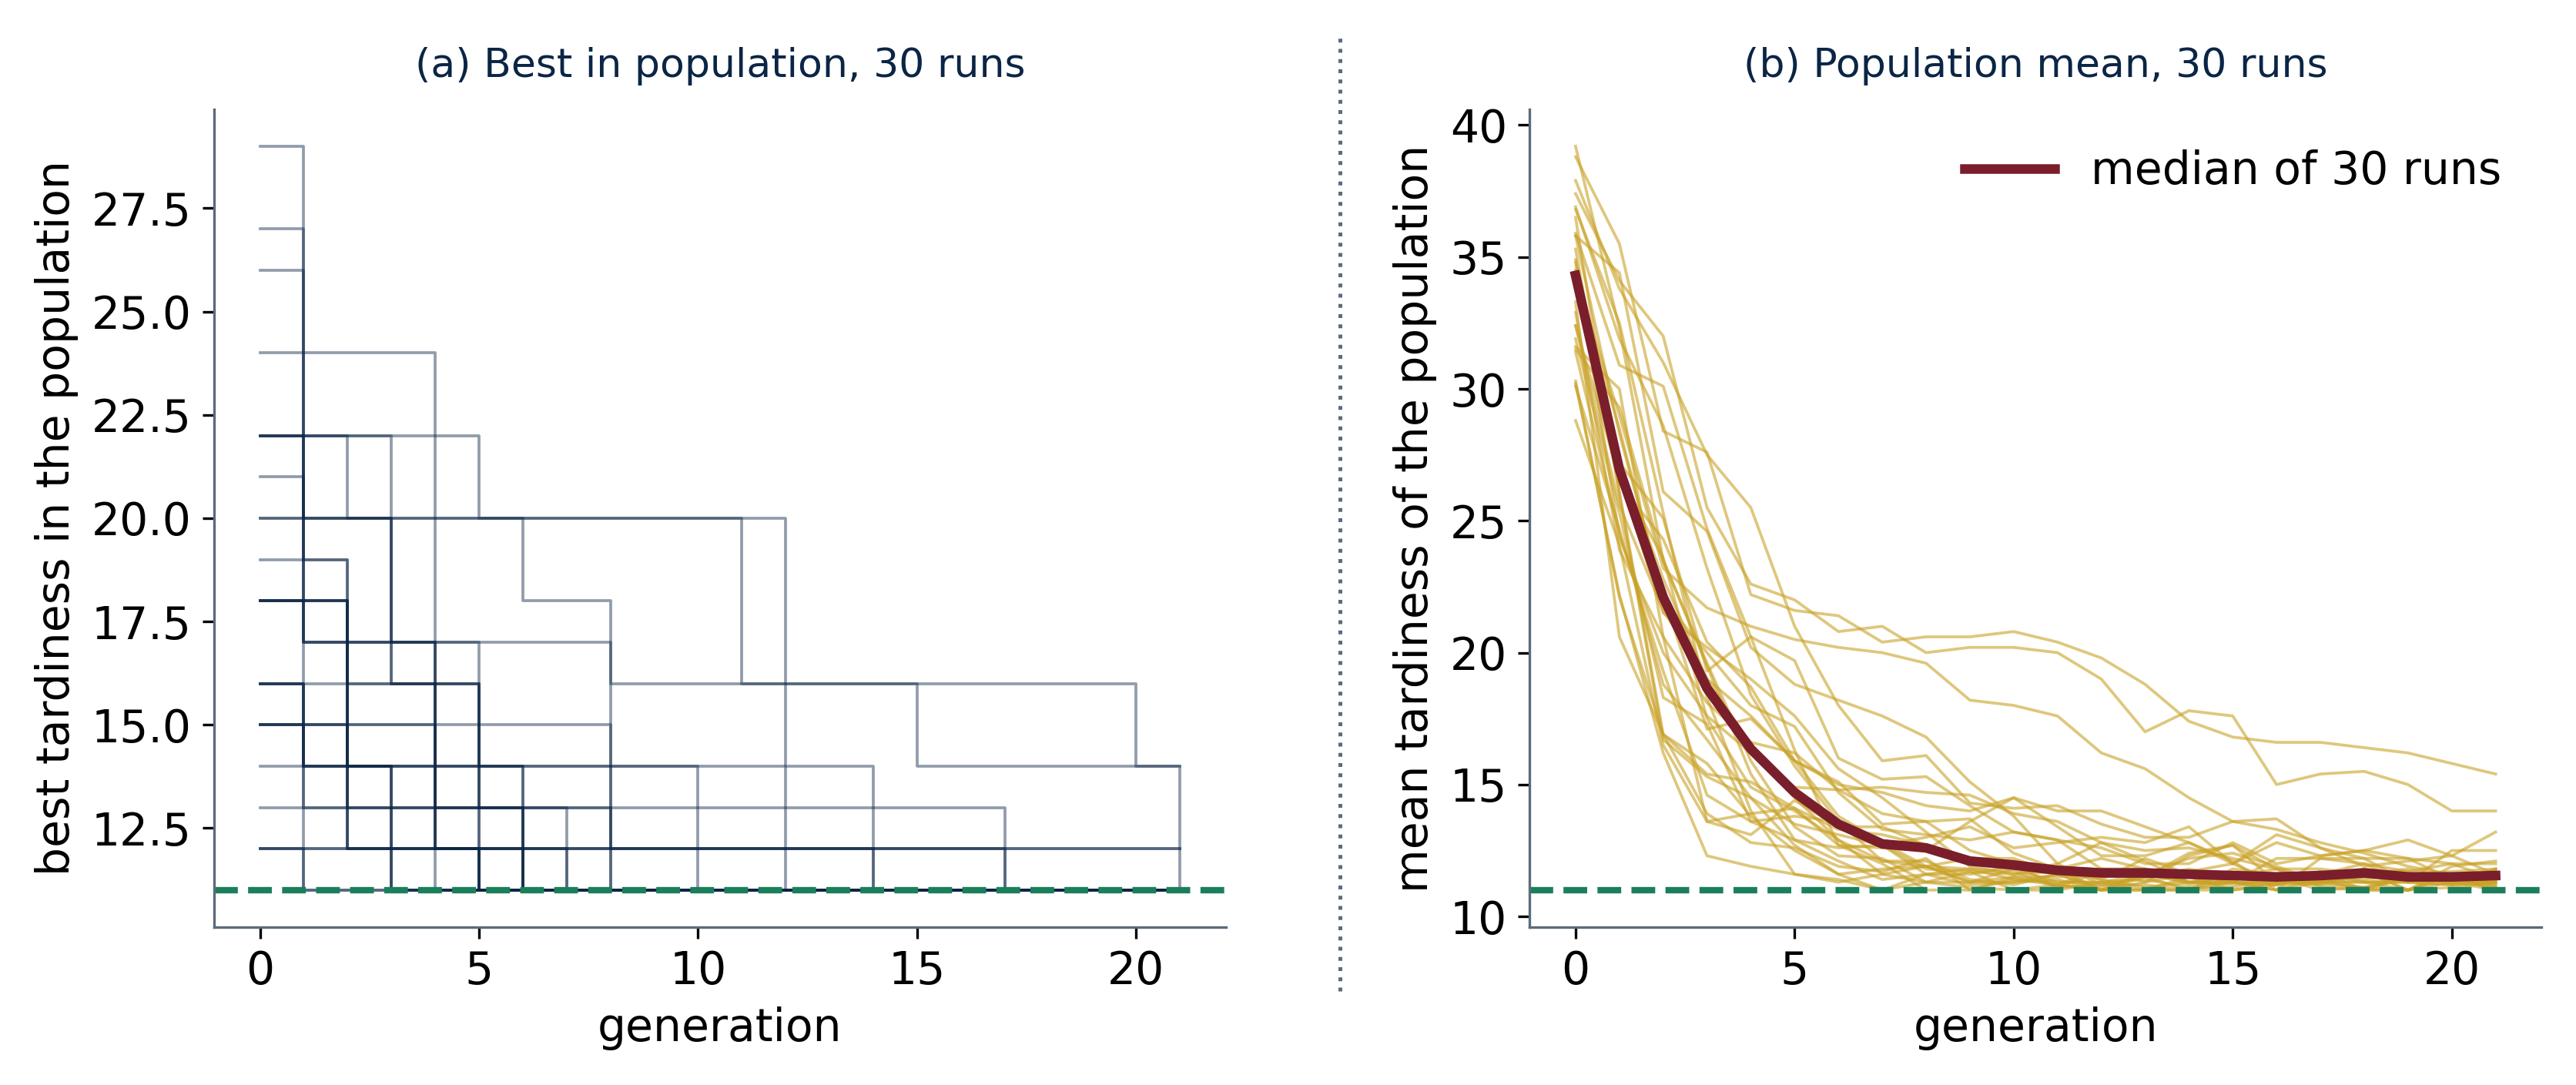 (a) Best in population, 30 runs
best tardiness in the population
27.5
25.0
22.5
20.0
17.5
15.0
12.5
0 5 10 15 20
generation
(b) Population mean, 30 runs
mean tardiness of the population
40
35
30
25
20
15
10
median of 30 runs
0 5 10 15 20
generation